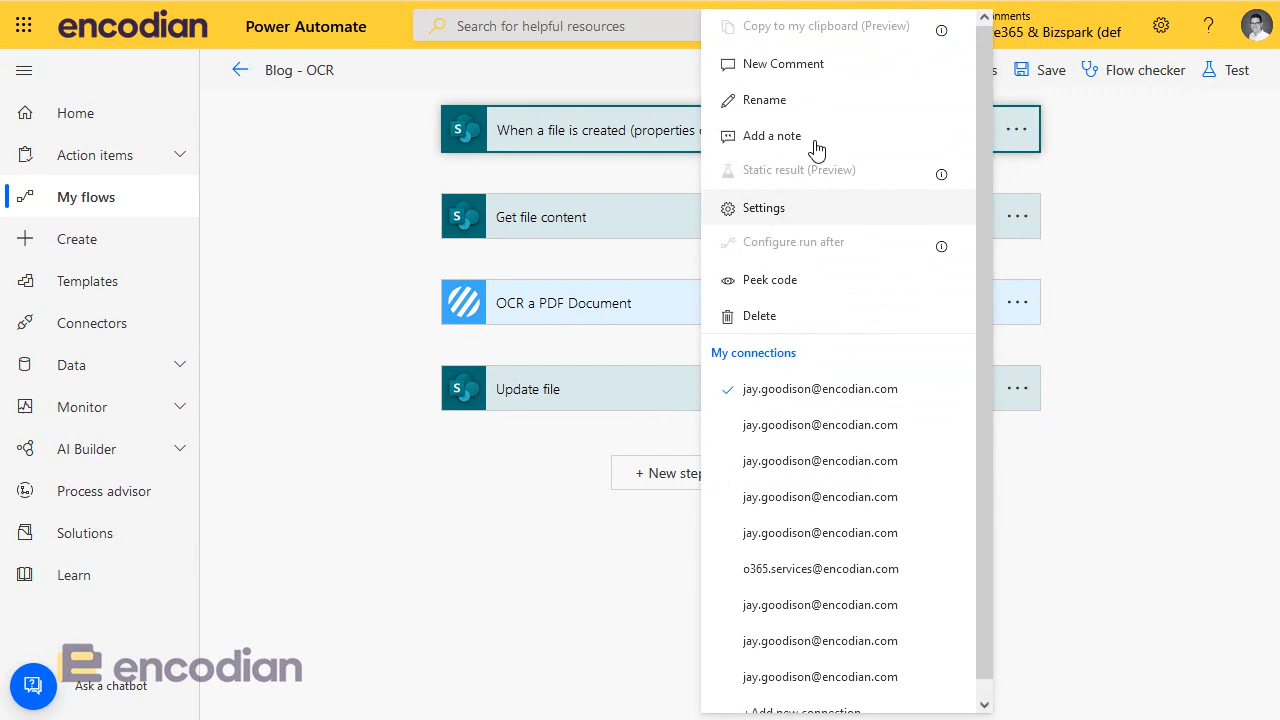 encodian
Power Automate
Search for helpful resources
Copy to my clipboard (Preview)
nments
e365 & Bizspark (def
Blog - OCR
Save
Flow checker
Test
Home
Action items
My flows
Create
Templates
Connectors
Data
Monitor
AI Builder
Process advisor
Solutions
Learn
encodian
Ask a chatbot
When a file is created (properties
Get file content
OCR a PDF Document
Update file
+ New step
New Comment
Rename
Add a note
Static result (Preview)
Settings
Configure run after
Peek code
Delete
My connections
jay.goodison@encodian.com
jay.goodison@encodian.com
jay.goodison@encodian.com
jay.goodison@encodian.com
jay.goodison@encodian.com
o365.services@encodian.com
jay.goodison@encodian.com
jay.goodison@encodian.com
jay.goodison@encodian.com
+Add new connection